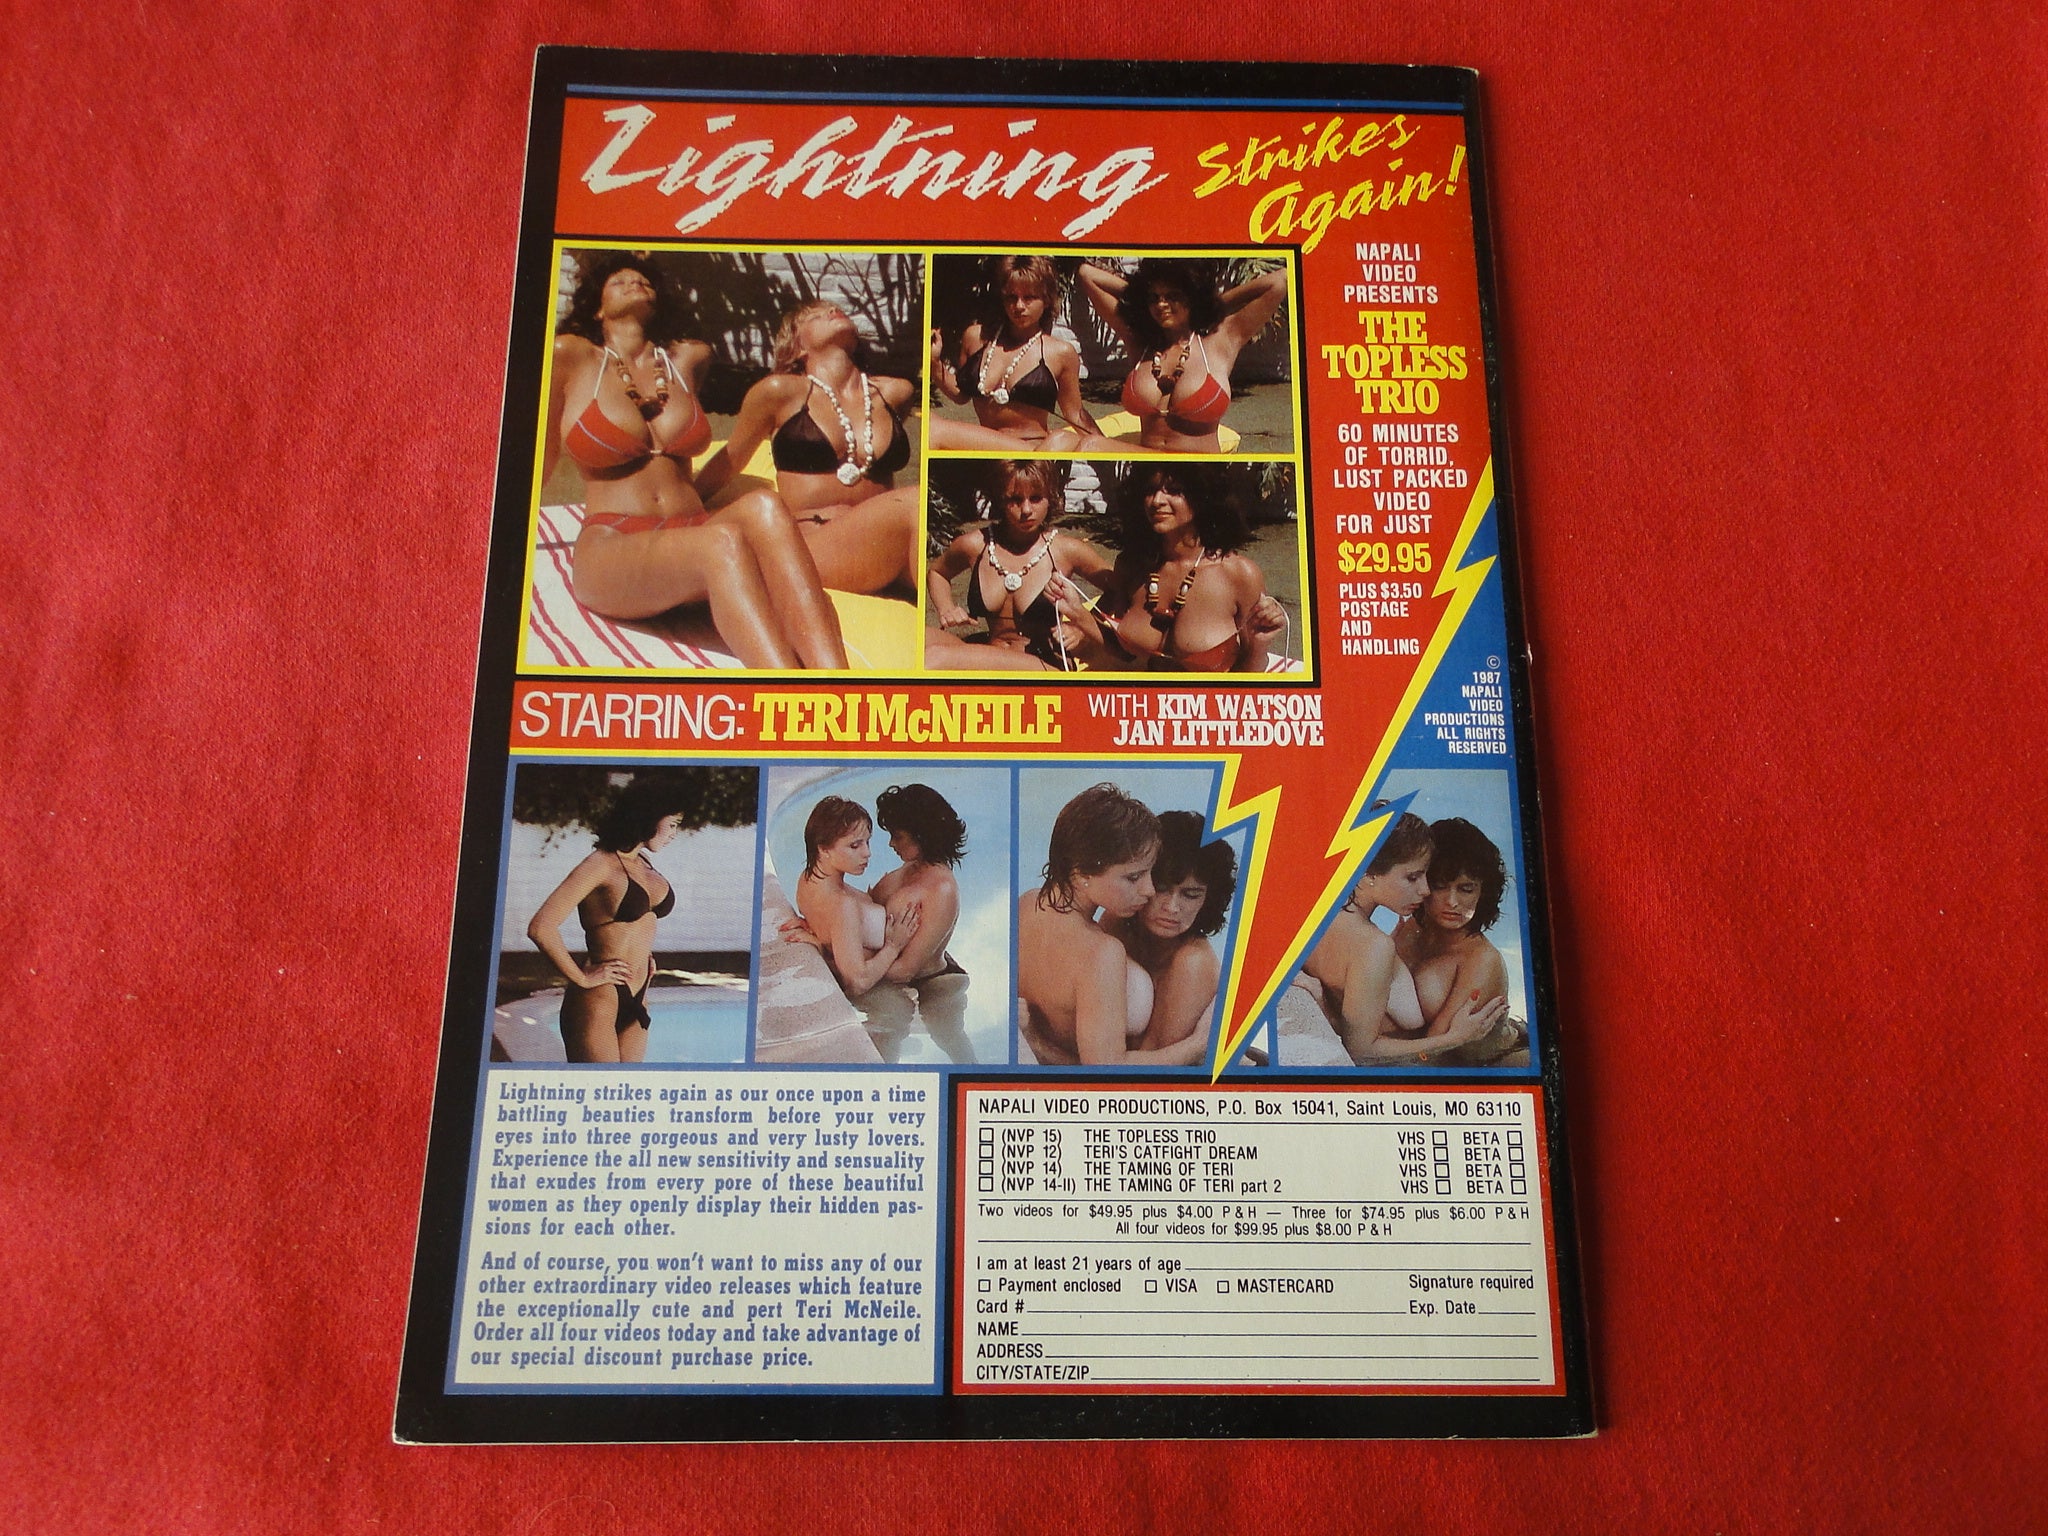 Lightning
Strikes
Again!
NAPALI
VIDEO
PRESENTS
THE
TOPLESS
TRIO
60 MINUTES
OF TORRID,
LUST PACKED
VIDEO
FOR JUST
$29.95
PLUS $3.50
POSTAGE
AND
HANDLING
©
1987
NAPALI
VIDEO
PRODUCTIONS
ALL RIGHTS
RESERVED
STARRING: TERI McNEILE WITH KIM WATSON
JAN LITTLEDOVE
Lightning strikes again as our once upon a time
battling beauties transform before your very
eyes into three gorgeous and very lusty lovers.
Experience the all new sensitivity and sensuality
that exudes from every pore of these beautiful
women as they openly display their hidden pas-
sions for each other.
And of course, you won't want to miss any of our
other extraordinary video releases which feature
the exceptionally cute and pert Teri McNeile.
Order all four videos today and take advantage of
our special discount purchase price.
NAPALI VIDEO PRODUCTIONS, P.O. Box 15041, Saint Louis, MO 63110
(NVP 15) THE TOPLESS TRIO VHS BETA
(NVP 12) TERI'S CATFIGHT DREAM VHS BETA
(NVP 14) THE TAMING OF TERI VHS BETA
(NVP 14-II) THE TAMING OF TERI part 2 VHS BETA
Two videos for $49.95 plus $4.00 P & H — Three for $74.95 plus $6.00 P & H
All four videos for $99.95 plus $8.00 P & H
I am at least 21 years of age
Payment enclosed VISA MASTERCARD Signature required
Card # Exp. Date
NAME
ADDRESS
CITY/STATE/ZIP